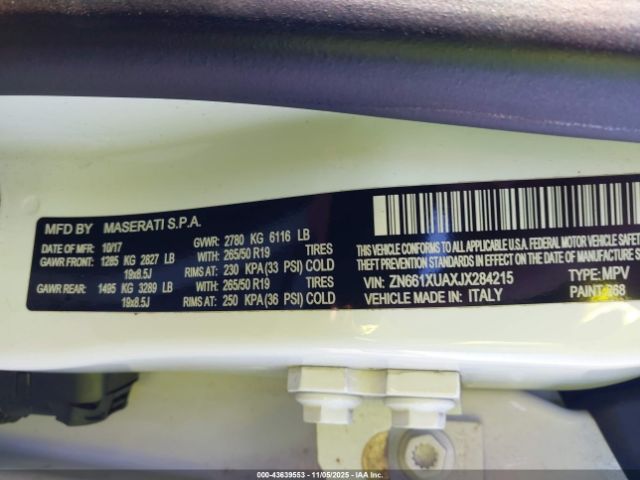 MFD BY MASERATI S.P.A.
DATE OF MFR: 10/17 GVWR: 2780 KG 6116 LB
GAWR FRONT: 1285 KG 2827 LB WITH: 265/50 R19 TIRES
19x8.5J RIMS AT: 230 KPA (33 PSI) COLD
GAWR REAR: 1495 KG 3289 LB WITH: 265/50 R19 TIRES
19x8.5J RIMS AT: 250 KPA (36 PSI) COLD
THIS VEHICLE CONFORMS TO ALL APPLICABLE U.S.A. FEDERAL MOTOR VEHICLE SAFETY
STANDARDS IN EFFECT ON THE DATE OF MANUFACTURE SHOWN
VIN: ZN661XUAXJX284215 TYPE: MPV
VEHICLE MADE IN: ITALY PAINT: 268
000-43639553 - 11/05/2025 - IAA Inc.